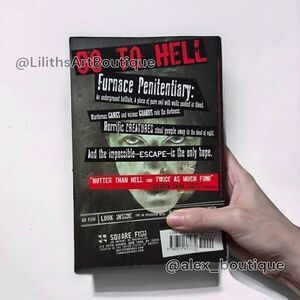 GO TO HELL
@LilithsArtBoutique
Furnace Penitentiary:
An underground hellhole. A place of pure evil with walls soaked in blood.
Murderous GANGS and vicious GUARDS rule the darkness.
Horrific CREATURES steal people away in the dead of night.
And the impossible—ESCAPE—is the only hope.
"HOTTER THAN HELL AND TWICE AS MUCH FUN!"
LOOK INSIDE
SQUARE FISH
@alex_boutique